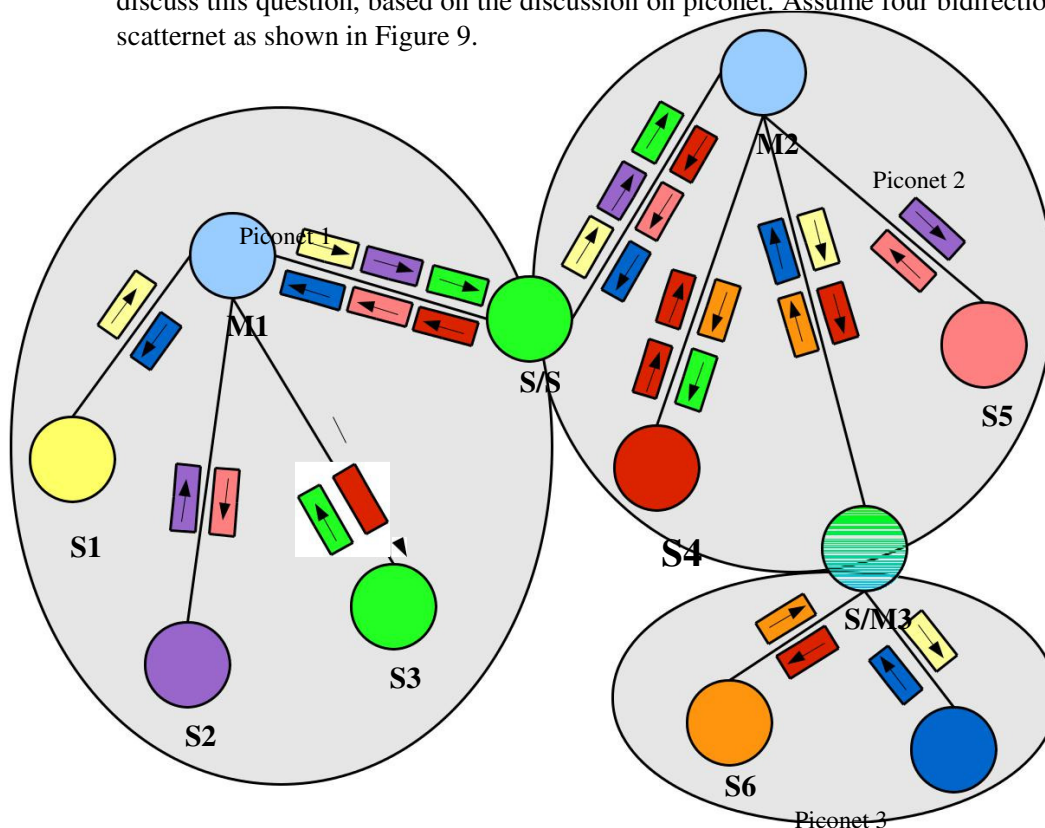 discuss this question, based on the discussion on piconet. Assume four
scatternet as shown in Figure 9.
M2
Piconet 2
Piconet 1
M1
S/S
S5
S1
S4
S/M3
S3
S2
S6
Piconet 3